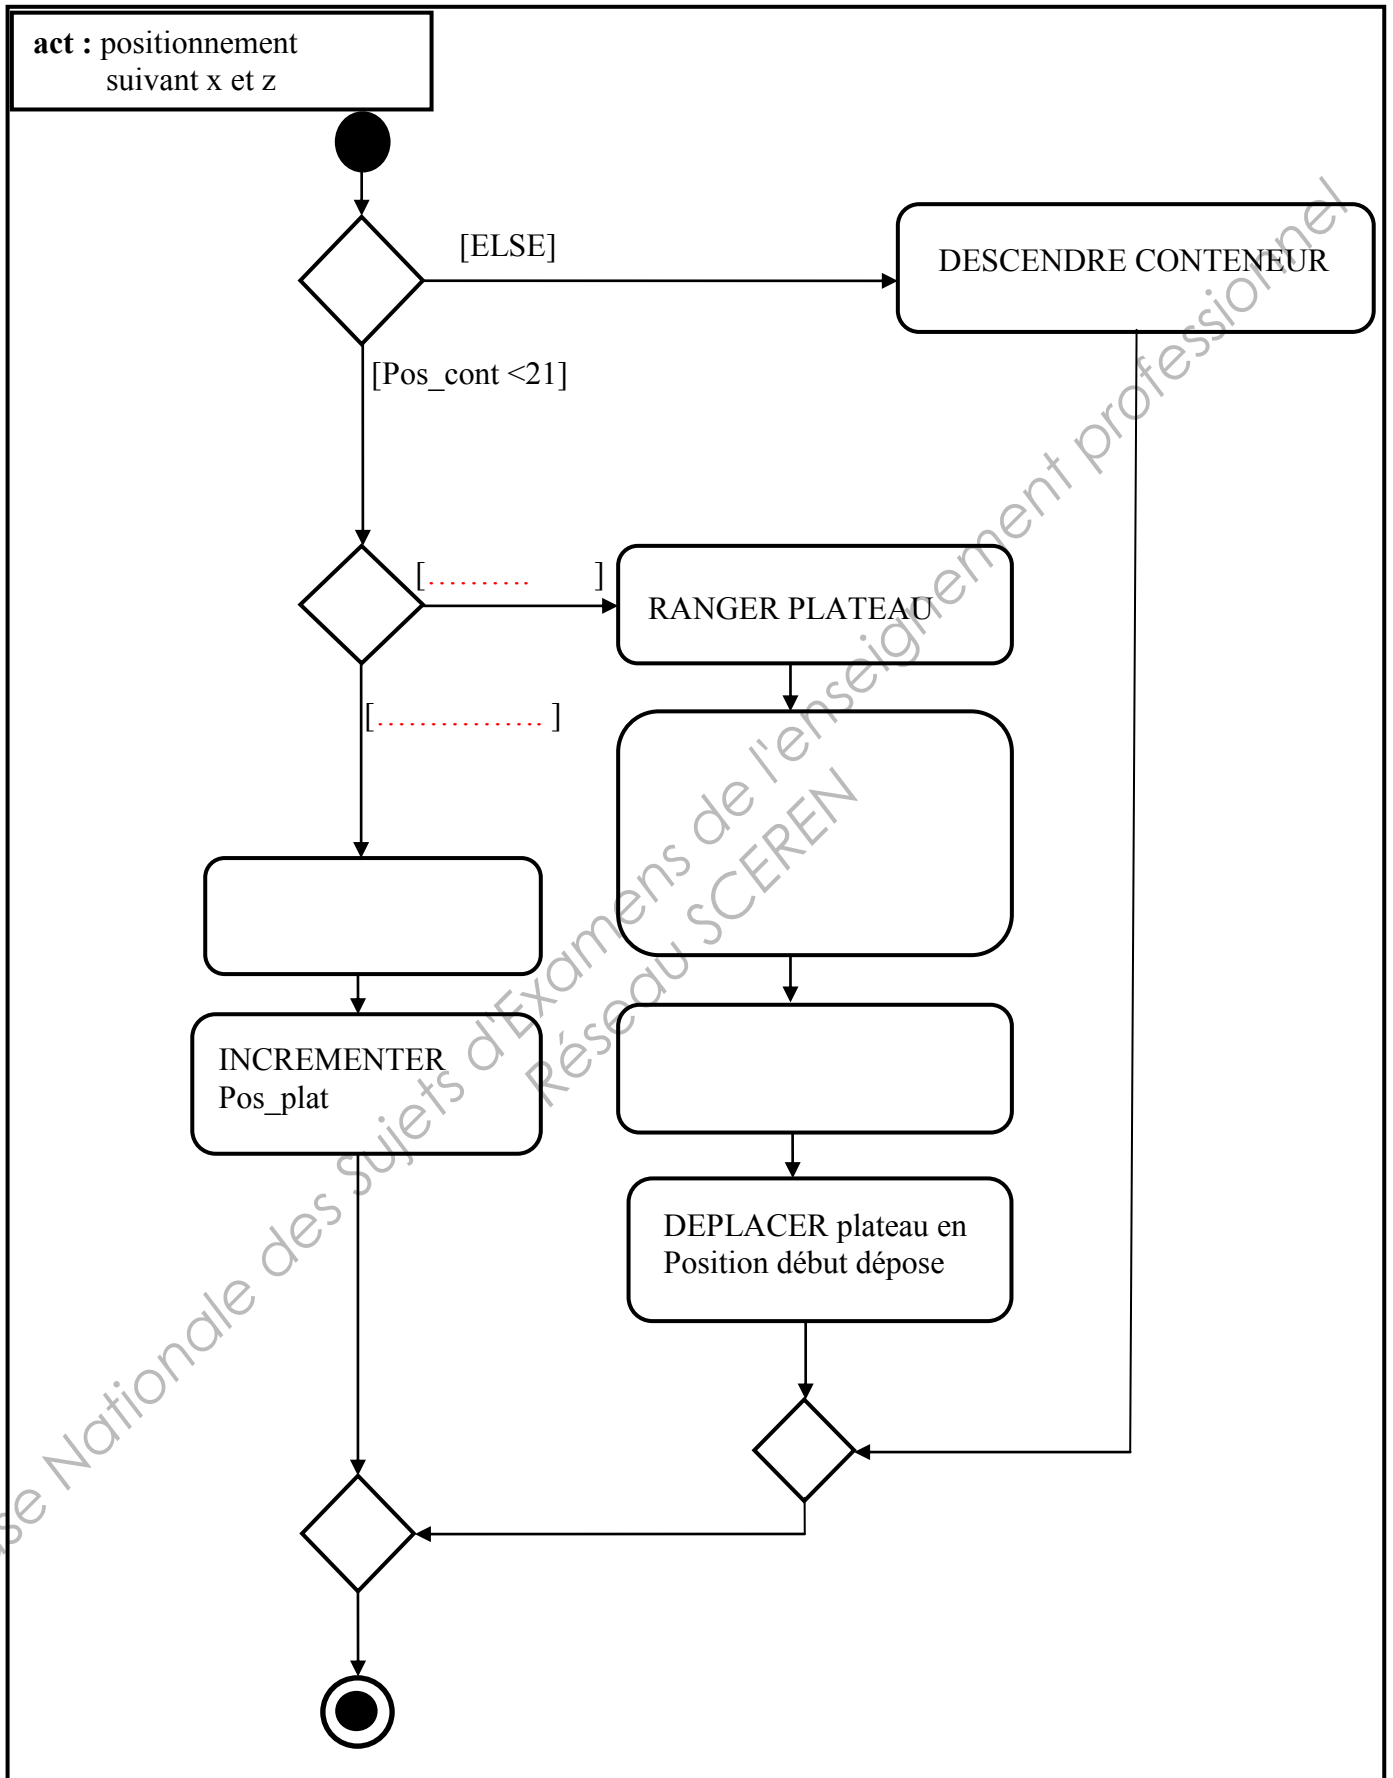 act : positionnement
suivant x et z
[ELSE]
DESCENDRE CONTENEUR
[Pos_cont <21]
[.......... ]
RANGER PLATEAU
[................ ]
INCREMENTER
Pos_plat
DEPLACER plateau en
Position début dépose
se Nationale des Sujets d'Examens de l'enseignement professionnel
Réseau SCEREN